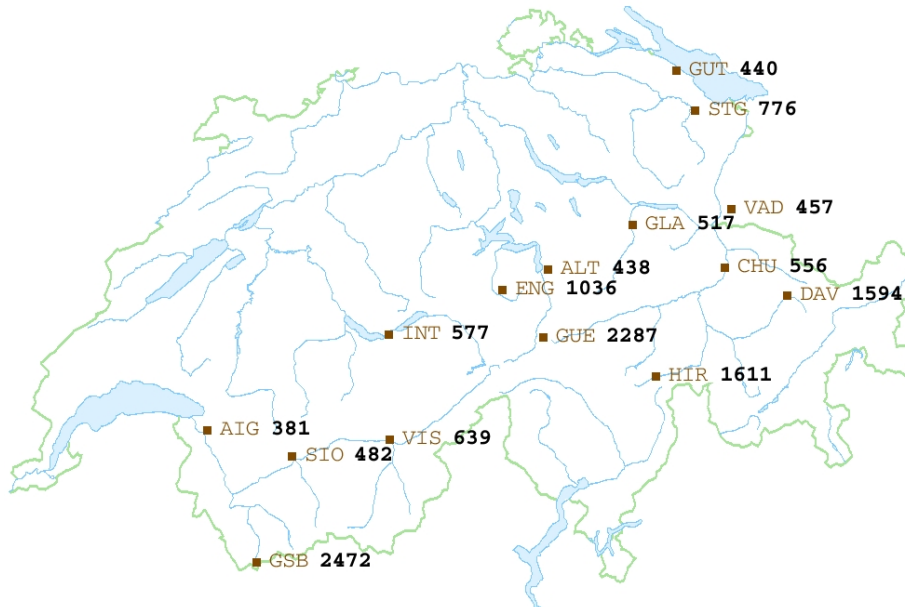 GUT 440
STG 776
VAD 457
GLA 517
ALT 438
CHU 556
ENG 1036
DAV 1594
INT 577
GUE 2287
HIR 1611
AIG 381
VIS 639
SIO 482
GSB 2472